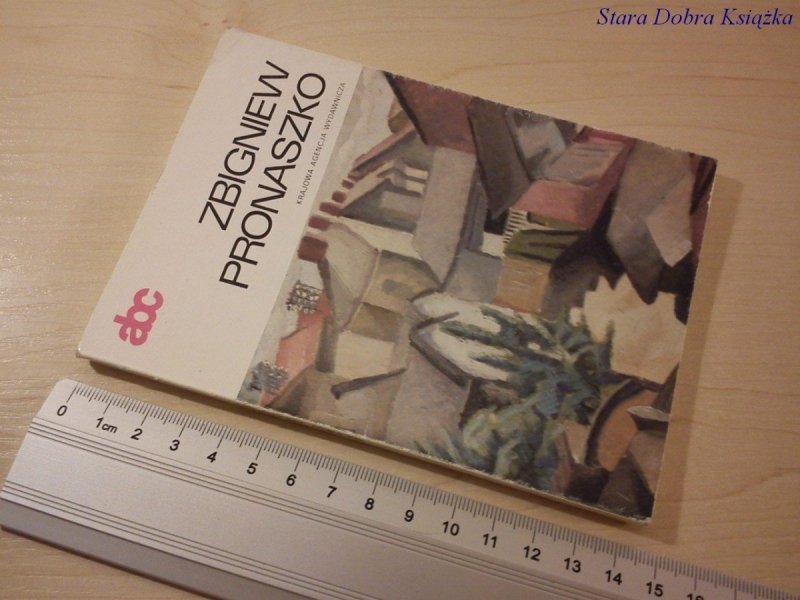 Stara Dobra Książka
ZBIGNIEW
PRONASZKO
KRAJOWA AGENCJA WYDAWNICZA
abc
0 1cm 2 3 4 5 6 7 8 9 10 11 12 13 14 15